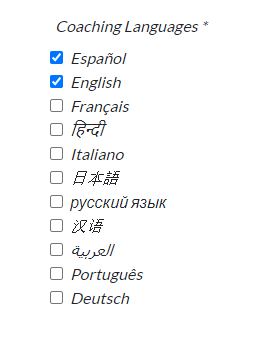 Coaching Languages *
Español
English
Français
हिन्दी
Italiano
日本語
русский язык
汉语
العربية
Português
Deutsch